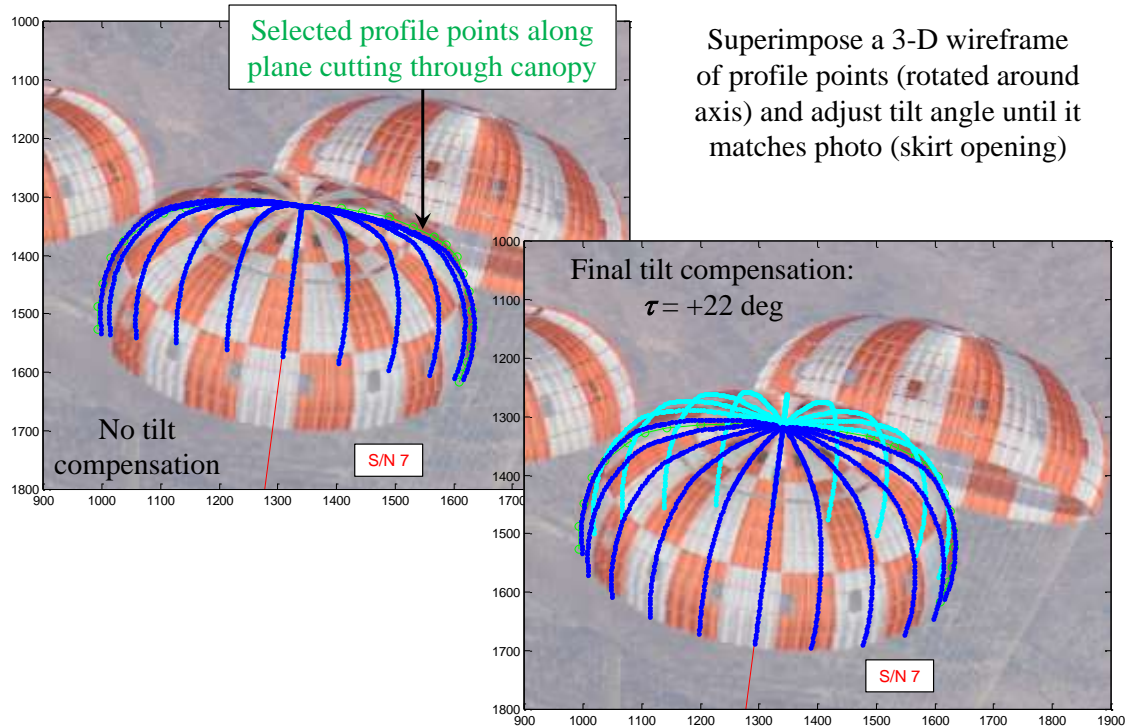 Selected profile points along
plane cutting through canopy
Superimpose a 3-D wireframe
of profile points (rotated around
axis) and adjust tilt angle until it
matches photo (skirt opening)
1000
1100
1200
1300
1400
1500
1600
1700
1800
900 1000 1100 1200 1300 1400 1500 1600 1700
No tilt
compensation
S/N 7
Final tilt compensation:
τ = +22 deg
1000
1100
1200
1300
1400
1500
1600
1700
1800
900 1000 1100 1200 1300 1400 1500 1600 1700 1800 1900
S/N 7